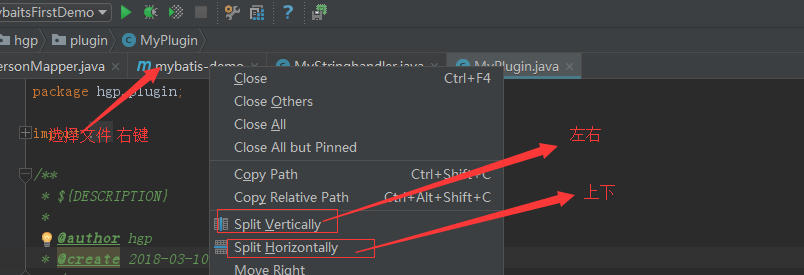 ybaitsFirstDemo
hgp plugin MyPlugin
ersonMapper.java mybatis-demo MyStringhandler.java MyPlugin.java
package hgp.plugin;
Close Ctrl+F4
Close Others
import
选择文件 右键
Close All
左右
Close All but Pinned
/**
Copy Path Ctrl+Shift+C
* ${DESCRIPTION}
Copy Relative Path Ctrl+Alt+Shift+C
上下
*
Split Vertically
* @author hgp
Split Horizontally
* @create 2018-03-10
Move Right